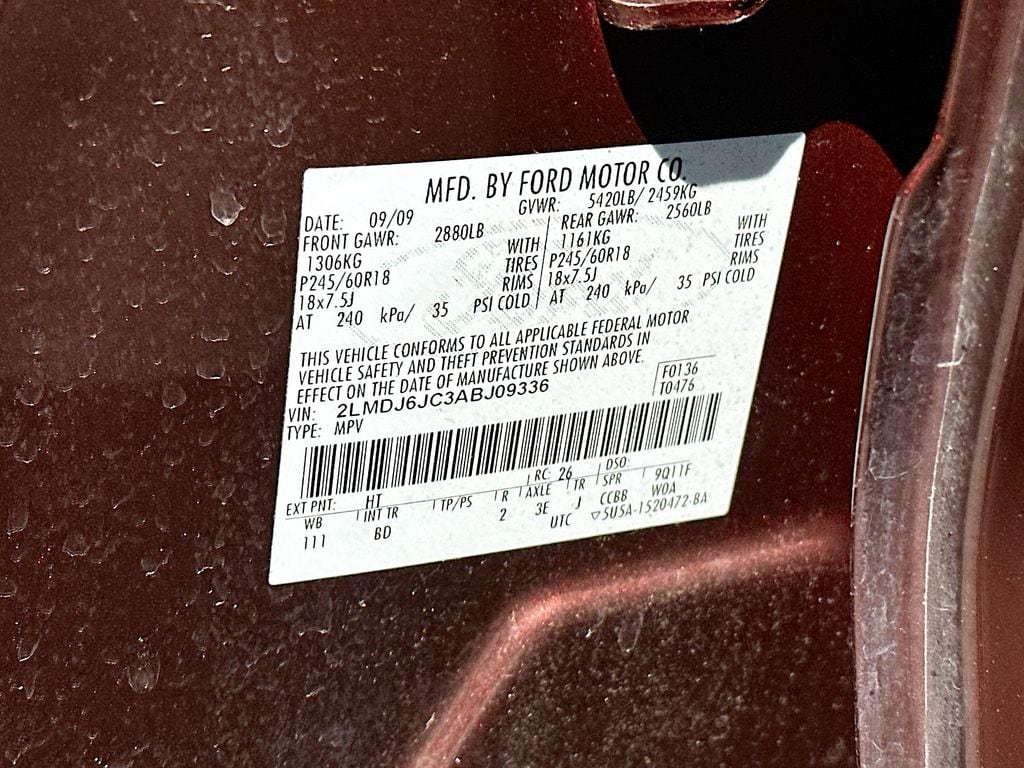 MFD. BY FORD MOTOR CO.
DATE: 09/09 GVWR: 5420LB/ 2459KG
FRONT GAWR: 2880LB REAR GAWR: 2560LB
1306KG WITH 1161KG WITH
P245/60R18 TIRES P245/60R18 TIRES
18x7.5J RIMS 18x7.5J RIMS
AT 240 kPa/ 35 PSI COLD AT 240 kPa/ 35 PSI COLD
THIS VEHICLE CONFORMS TO ALL APPLICABLE FEDERAL MOTOR
VEHICLE SAFETY AND THEFT PREVENTION STANDARDS IN
EFFECT ON THE DATE OF MANUFACTURE SHOWN ABOVE.
VIN: 2LMDJ6JC3ABJ09336 F0136
TYPE: MPV T0476
EXT PNT: HT RC: 26 DSO:
WB INT TR TP/PS R AXLE TR SPR 9Q11F
111 BD 2 3E J CCBB WOA
UTC ▽5U5A-1520472-BA